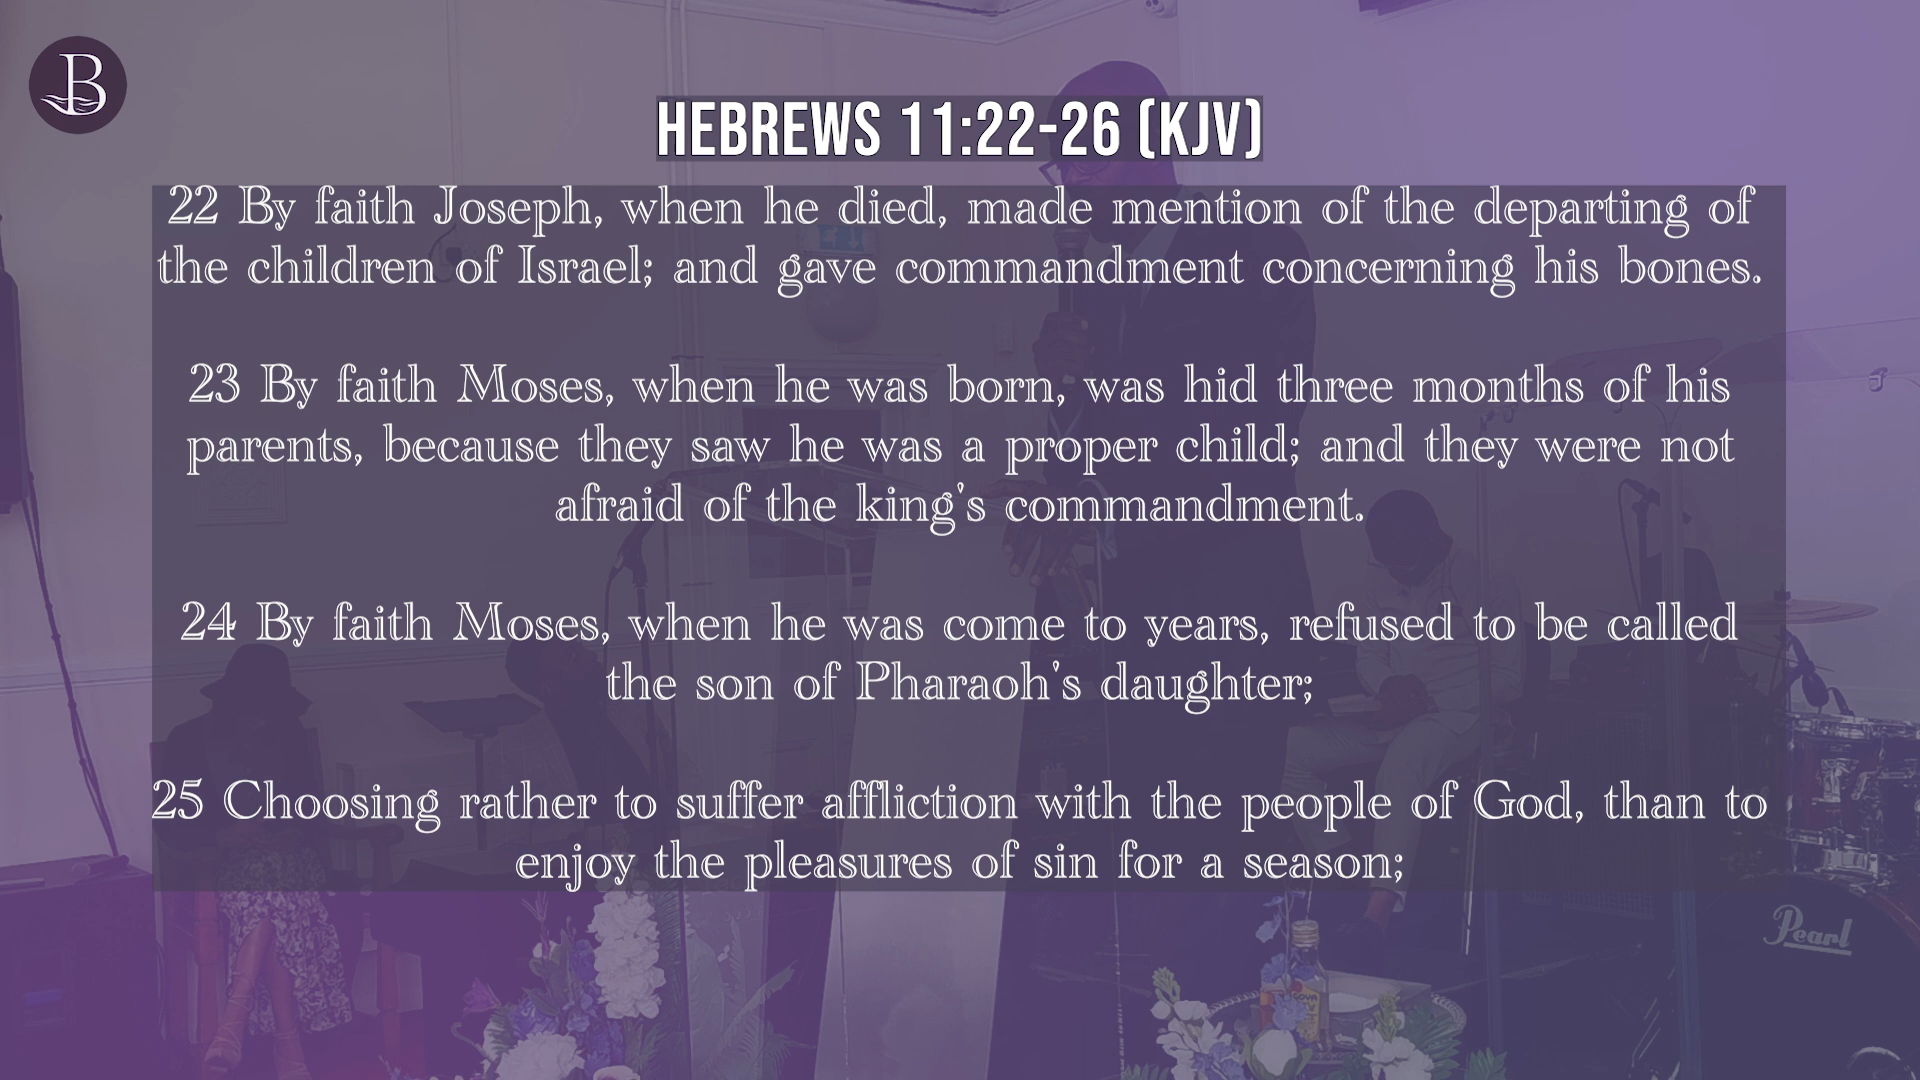 B
HEBREWS 11:22-26 (KJV)
22 By faith Joseph, when he died, made mention of the departing of
the children of Israel; and gave commandment concerning his bones.
23 By faith Moses, when he was born, was hid three months of his
parents, because they saw he was a proper child; and they were not
afraid of the king's commandment.
24 By faith Moses, when he was come to years, refused to be called
the son of Pharaoh's daughter;
25 Choosing rather to suffer affliction with the people of God, than to
enjoy the pleasures of sin for a season;
Pearl
GOYA